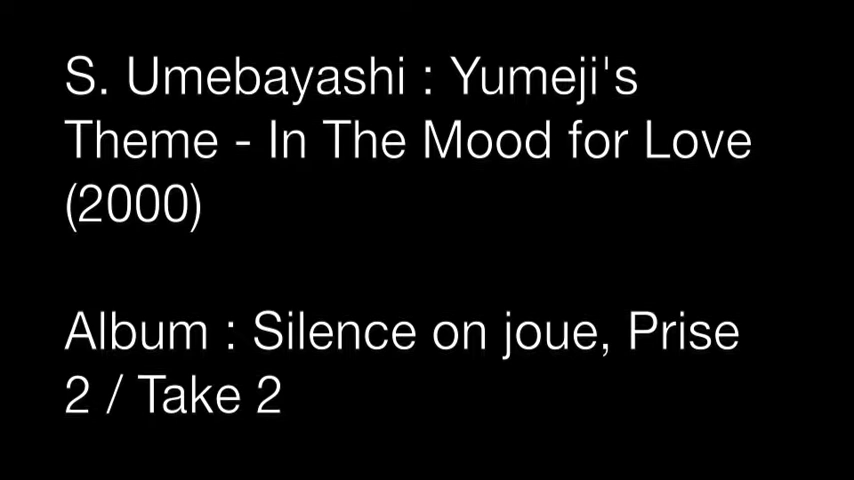 S. Umebayashi : Yumeji's
Theme - In The Mood for Love
(2000)
Album : Silence on joue, Prise
2 / Take 2